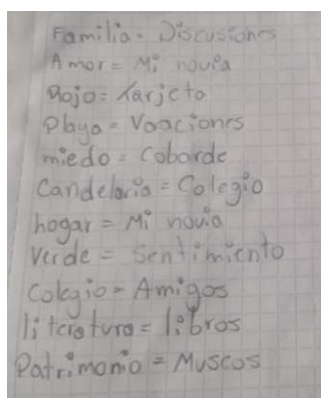 Familia = Discusiones
Amor = Mi novia
Rojo = Tarjeta
Playa = Vacaciones
miedo = Cobarde
Candelaria = Colegio
hogar = Mi novia
Verde = Sentimiento
Colegio = Amigos
literatura = libros
Patrimonio = Museos